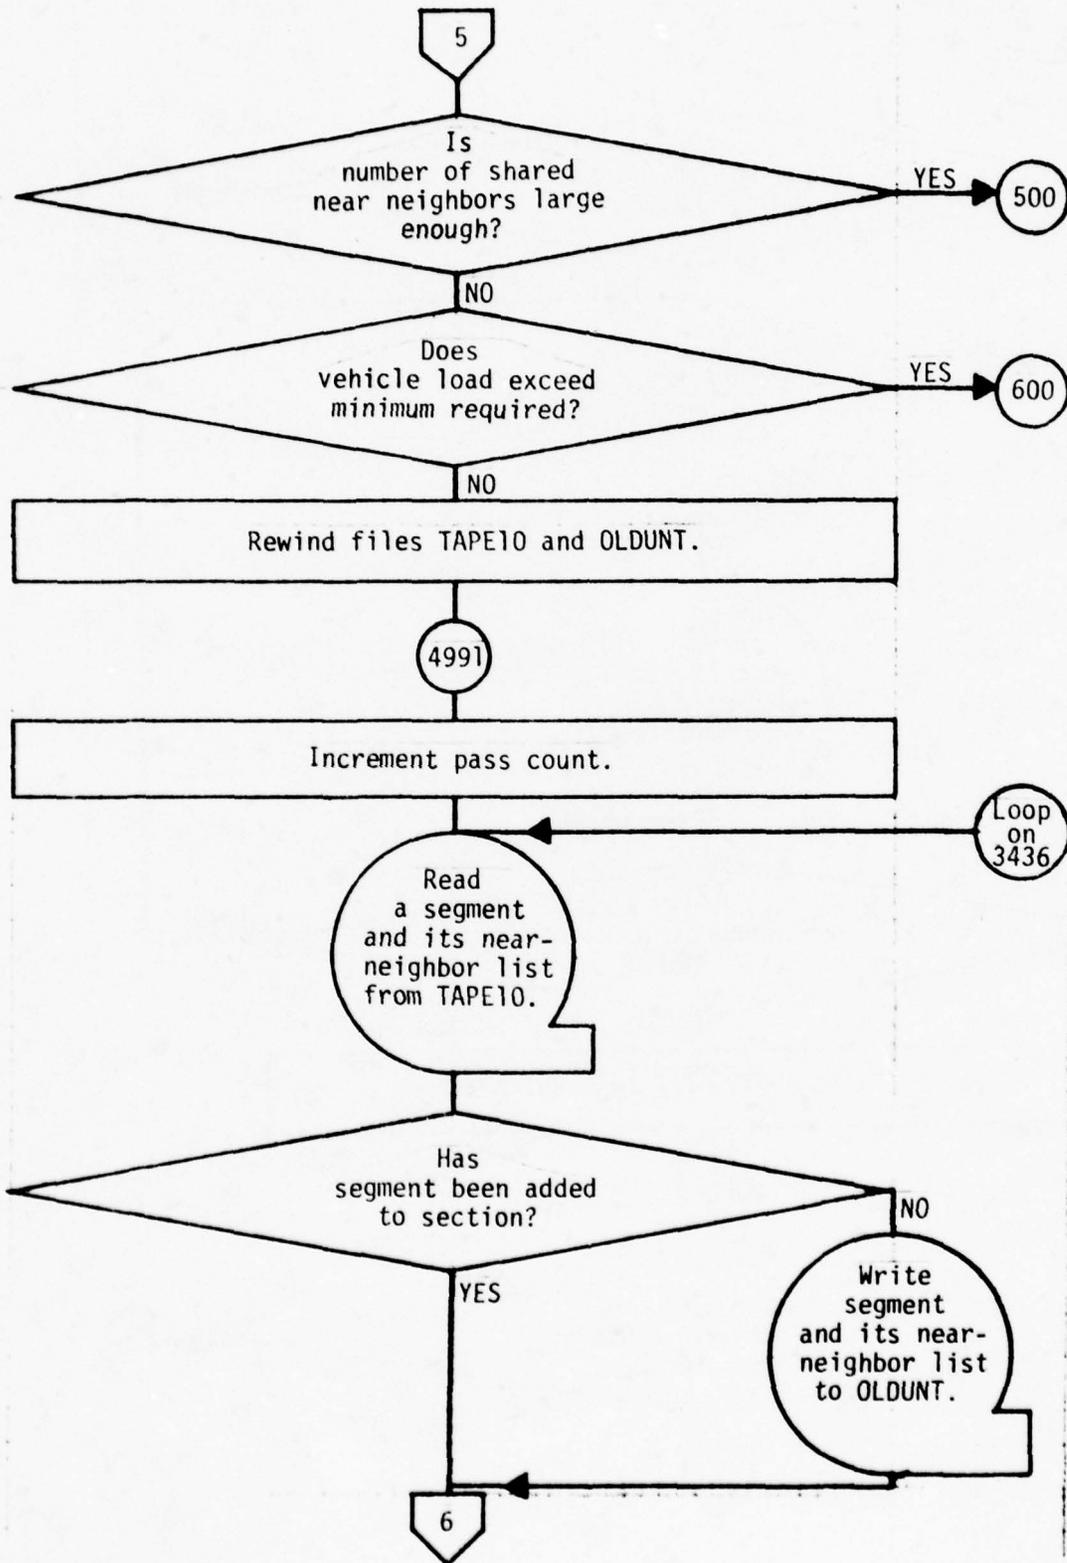 5
Is
number of shared
near neighbors large
enough?
YES
500
NO
Does
vehicle load exceed
minimum required?
YES
600
NO
Rewind files TAPE10 and OLDUNT.
4991
Increment pass count.
Loop
on
3436
Read
a segment
and its near-
neighbor list
from TAPE10.
Has
segment been added
to section?
NO
YES
Write
segment
and its near-
neighbor list
to OLDUNT.
6